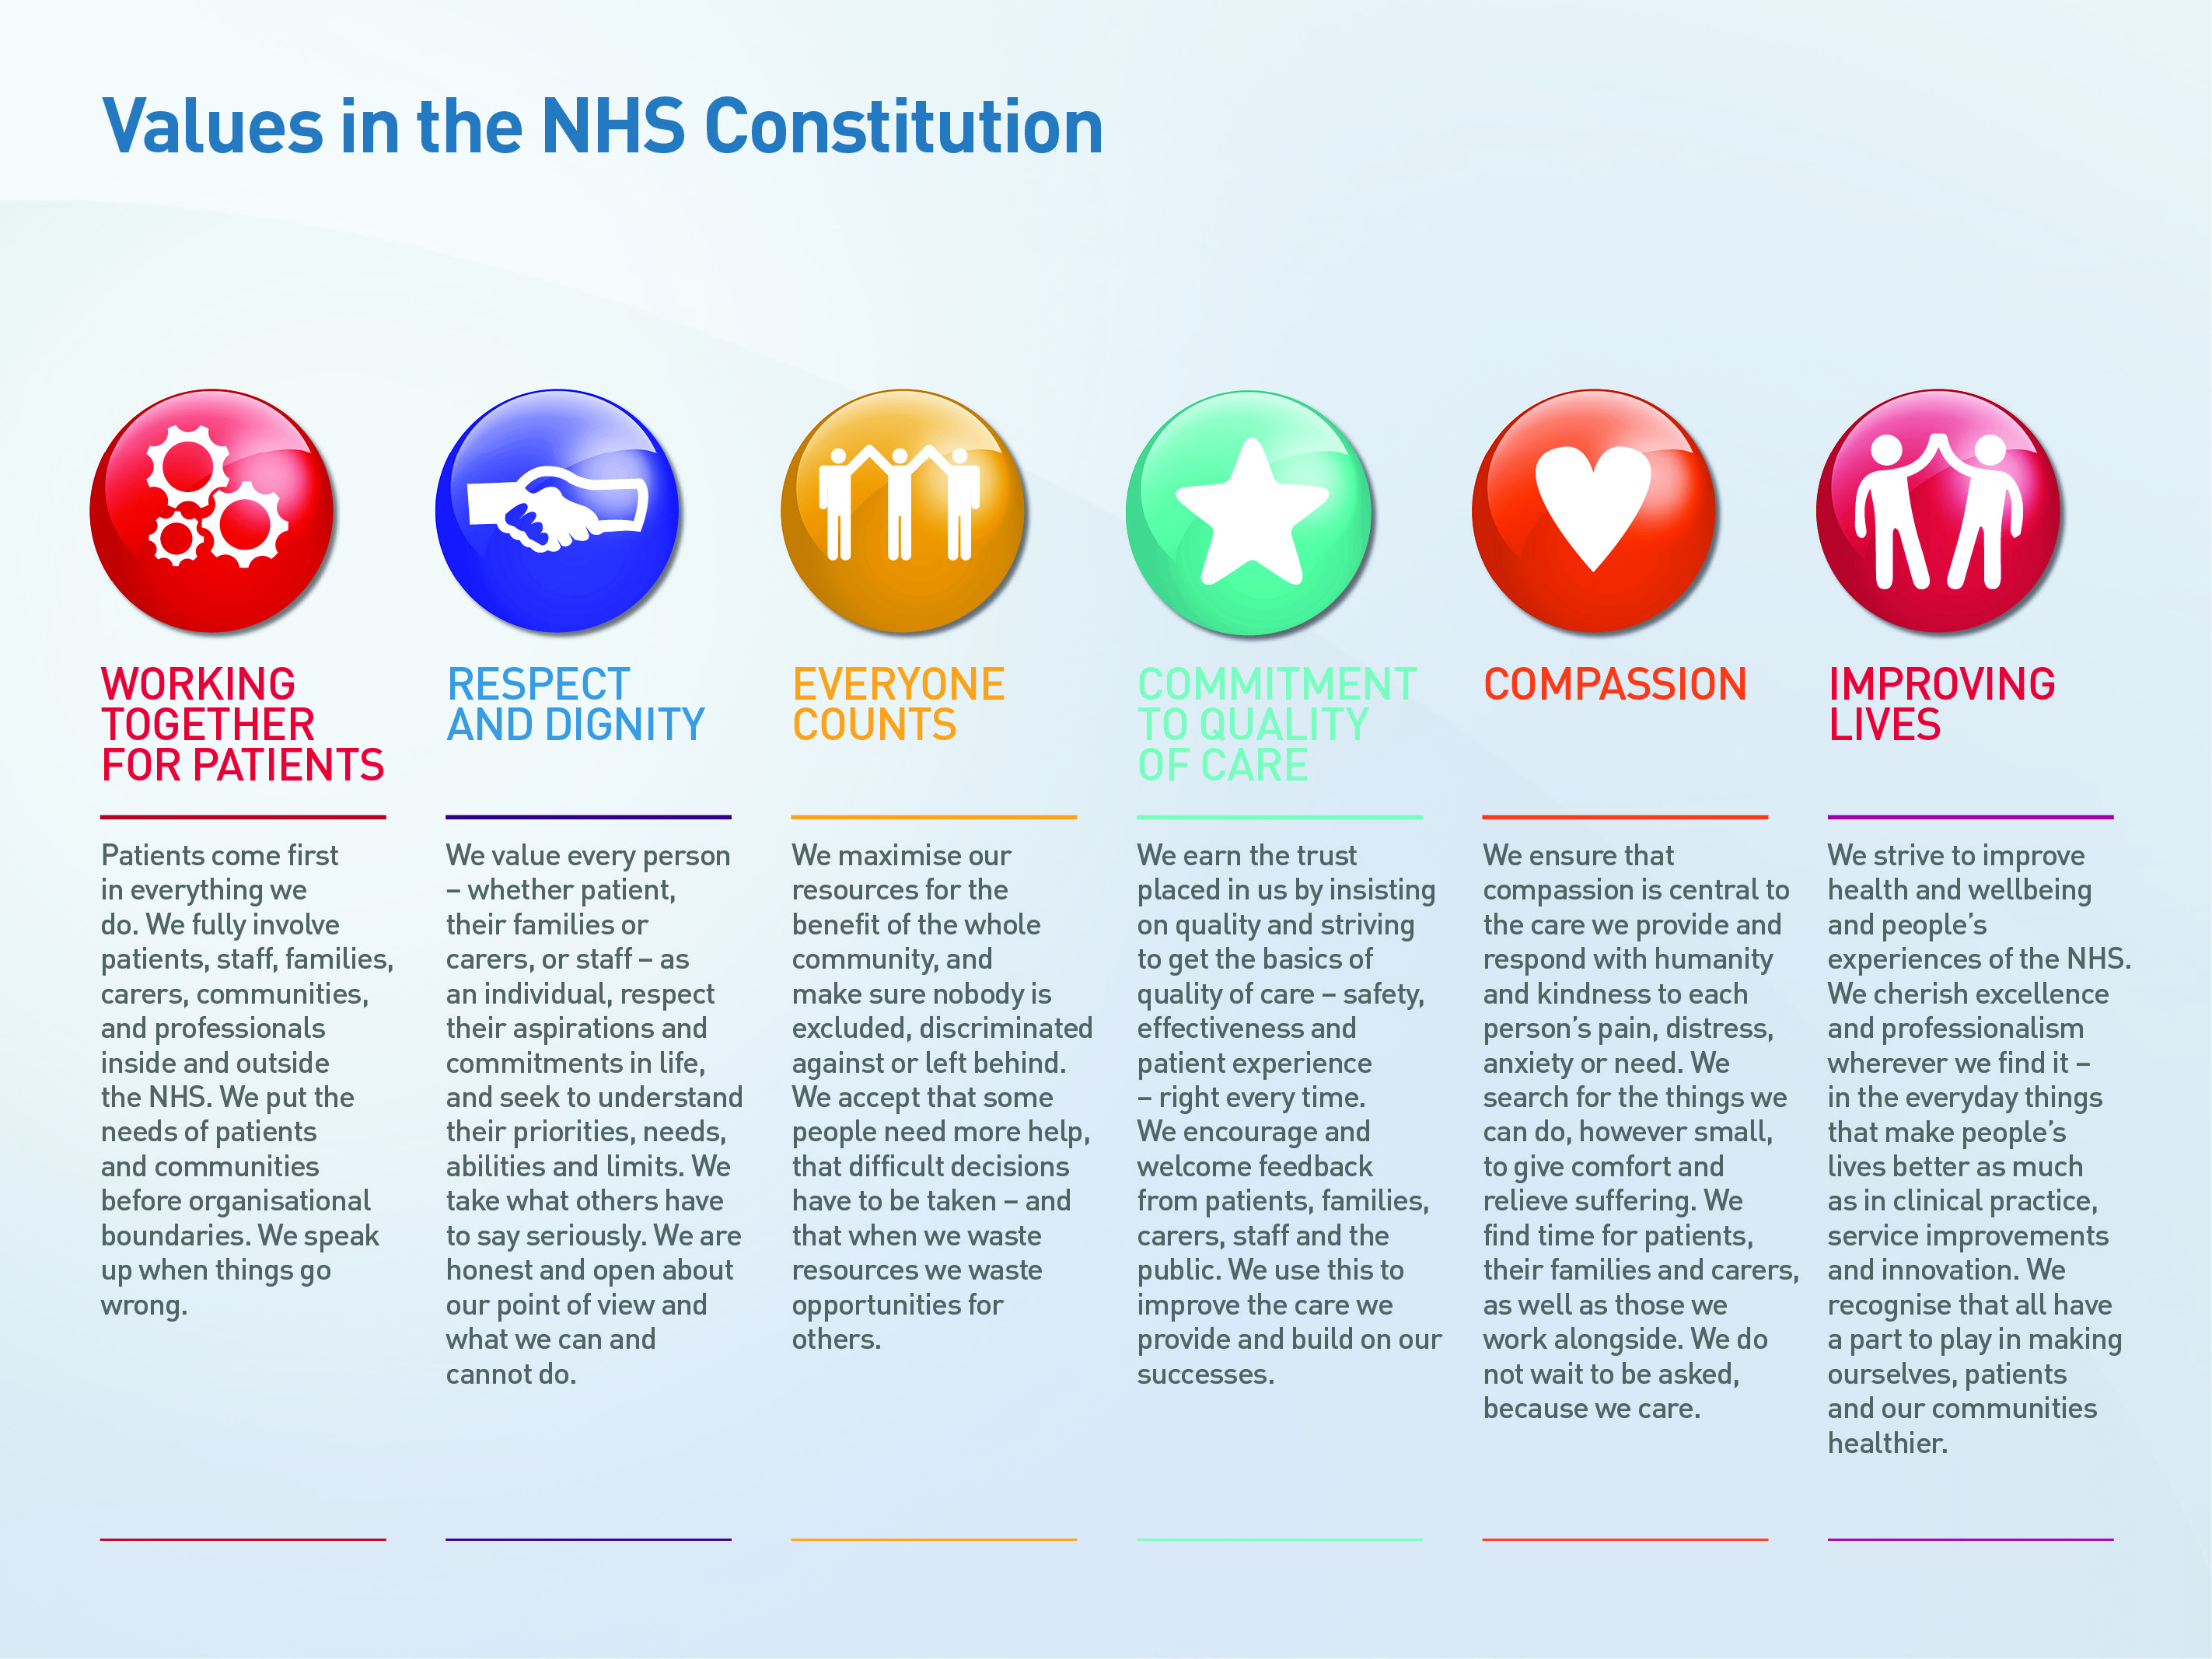 Values in the NHS Constitution
WORKING
TOGETHER
FOR PATIENTS
Patients come first
in everything we
do. We fully involve
patients, staff, families,
carers, communities,
and professionals
inside and outside
the NHS. We put the
needs of patients
and communities
before organisational
boundaries. We speak
up when things go
wrong.
RESPECT
AND DIGNITY
We value every person
– whether patient,
their families or
carers, or staff – as
an individual, respect
their aspirations and
commitments in life,
and seek to understand
their priorities, needs,
abilities and limits. We
take what others have
to say seriously. We are
honest and open about
our point of view and
what we can and
cannot do.
EVERYONE
COUNTS
We maximise our
resources for the
benefit of the whole
community, and
make sure nobody is
excluded, discriminated
against or left behind.
We accept that some
people need more help,
that difficult decisions
have to be taken – and
that when we waste
resources we waste
opportunities for
others.
COMMITMENT
TO QUALITY
OF CARE
We earn the trust
placed in us by insisting
on quality and striving
to get the basics of
quality of care – safety,
effectiveness and
patient experience
– right every time.
We encourage and
welcome feedback
from patients, families,
carers, staff and the
public. We use this to
improve the care we
provide and build on our
successes.
COMPASSION
We ensure that
compassion is central to
the care we provide and
respond with humanity
and kindness to each
person’s pain, distress,
anxiety or need. We
search for the things we
can do, however small,
to give comfort and
relieve suffering. We
find time for patients,
their families and carers,
as well as those we
work alongside. We do
not wait to be asked,
because we care.
IMPROVING
LIVES
We strive to improve
health and wellbeing
and people’s
experiences of the NHS.
We cherish excellence
and professionalism
wherever we find it –
in the everyday things
that make people’s
lives better as much
as in clinical practice,
service improvements
and innovation. We
recognise that all have
a part to play in making
ourselves, patients
and our communities
healthier.